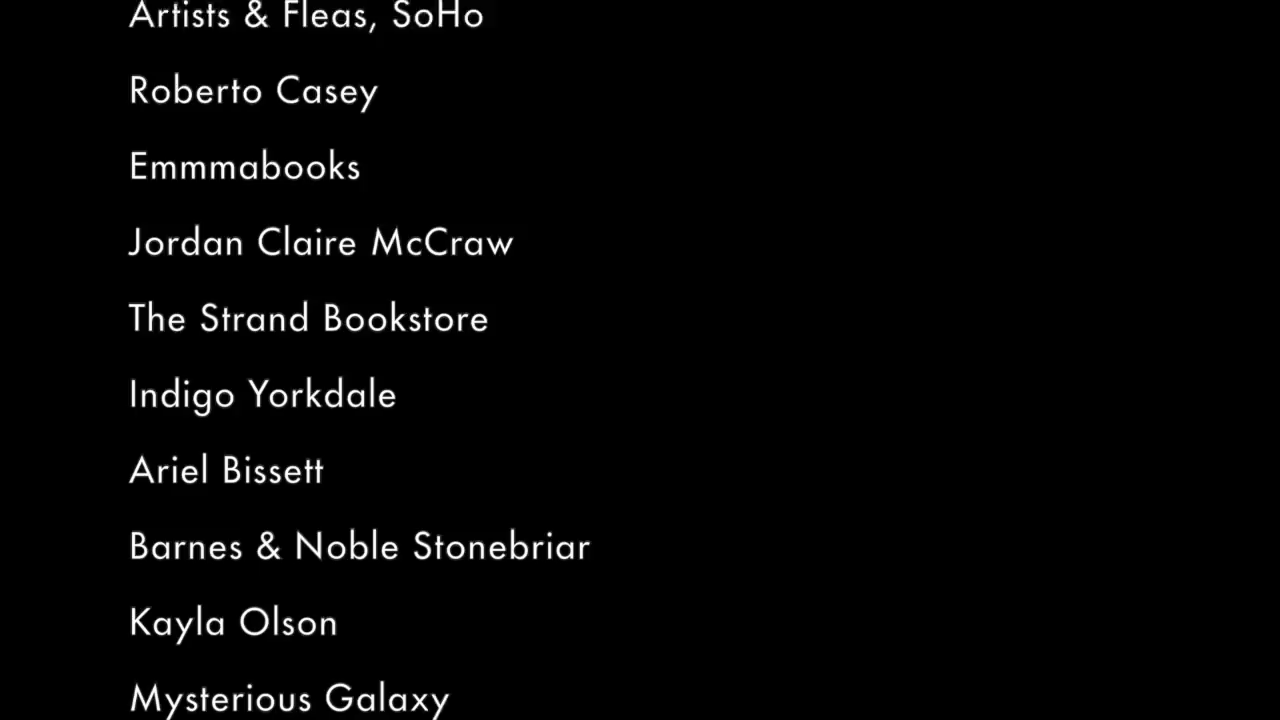 Artists & Fleas, SoHo
Roberto Casey
Emmmabooks
Jordan Claire McCraw
The Strand Bookstore
Indigo Yorkdale
Ariel Bissett
Barnes & Noble Stonebriar
Kayla Olson
Mysterious Galaxy